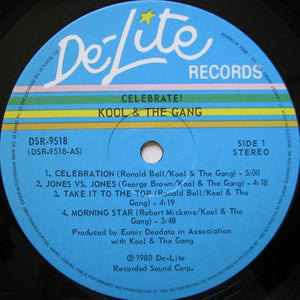 De-Lite
RECORDS
CELEBRATE!
KOOL & THE GANG
DSR-9518
(DSR-9518-AS)
SIDE 1
STEREO
1. CELEBRATION (Ronald Bell/Kool & The Gang) - 5:00
2. JONES VS. JONES (George Brown/Kool & The Gang) - 4:18
3. TAKE IT TO THE TOP (Ronald Bell/Kool & The Gang) - 4:19
4. MORNING STAR (Robert Mickens/Kool & The Gang) - 3:48
Produced by Eumir Deodato in Association
with Kool & The Gang
℗ 1980 De-Lite
Recorded Sound Corp.